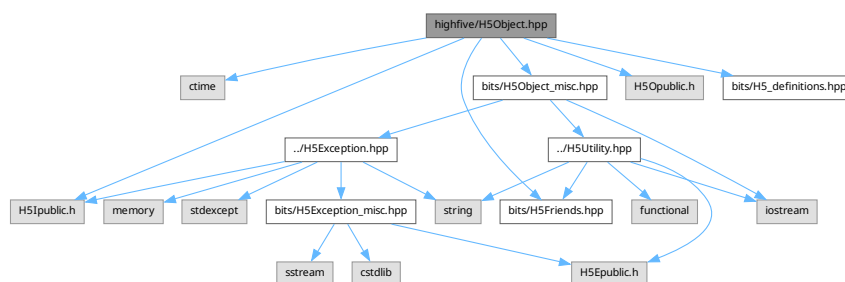 highfive/H5Object.hpp
ctime
bits/H5Object_misc.hpp
H5Opublic.h
bits/H5_definitions.hpp
../H5Exception.hpp
../H5Utility.hpp
H5Ipublic.h
memory
stdexcept
bits/H5Exception_misc.hpp
string
bits/H5Friends.hpp
functional
iostream
sstream
cstdlib
H5Epublic.h